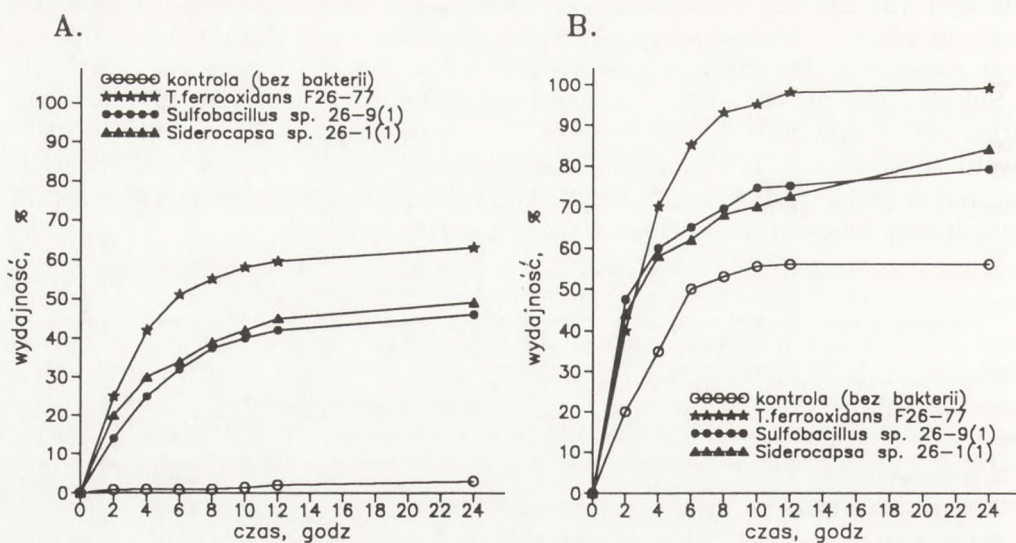 A.
kontrola (bez bakterii)
T.ferrooxidans F26-77
Sulfobacillus sp. 26-9(1)
Siderocapsa sp. 26-1(1)
100
90
80
70
60
50
40
30
20
10
0
wydajność, %
0 2 4 6 8 10 12 14 16 18 20 22 24
czas, godz
B.
100
90
80
70
60
50
40
30
20
10
0
wydajność, %
kontrola (bez bakterii)
T.ferrooxidans F26-77
Sulfobacillus sp. 26-9(1)
Siderocapsa sp. 26-1(1)
0 2 4 6 8 10 12 14 16 18 20 22 24
czas, godz